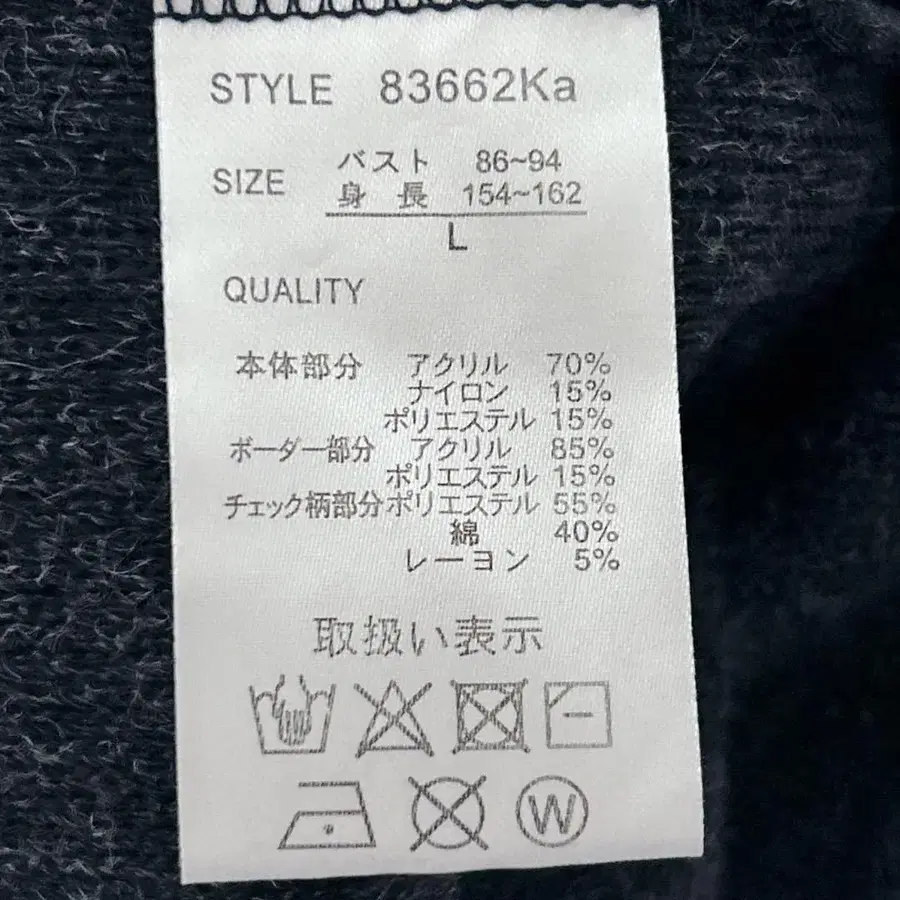 STYLE 83662Ka
SIZE バスト 86~94
身長 154~162
L
QUALITY
本体部分 アクリル 70%
ナイロン 15%
ポリエステル 15%
ボーダー部分 アクリル 85%
ポリエステル 15%
チェック柄部分 ポリエステル 55%
綿 40%
レーヨン 5%
取扱い表示
W